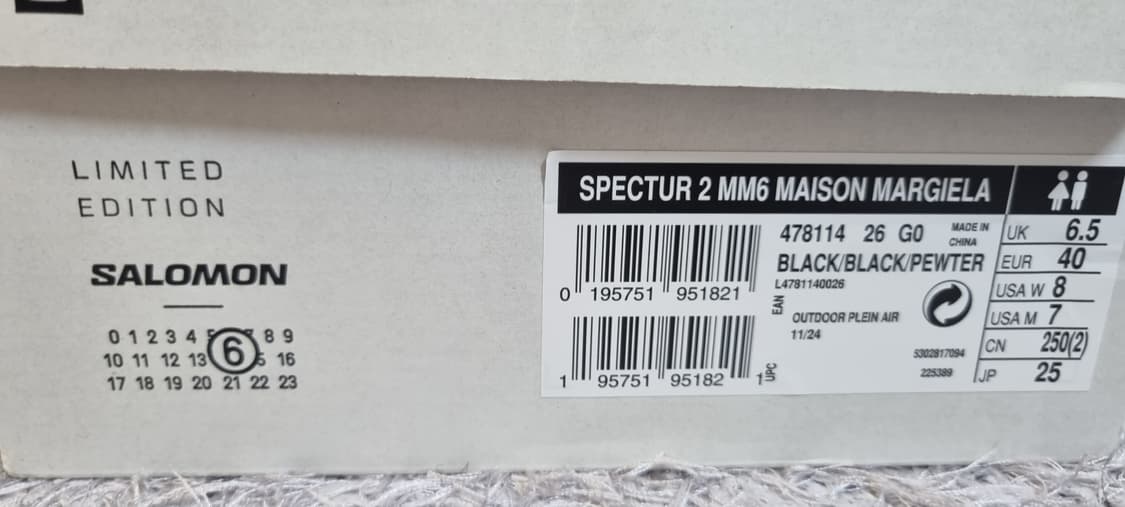 LIMITED
EDITION
SALOMON
0 1 2 3 4 8 9
6
10 11 12 13 16
17 18 19 20 21 22 23
SPECTUR 2 MM6 MAISON MARGIELA
478114 26 G0
MADE IN
CHINA
BLACK/BLACK/PEWTER
L4781140026
0 195751 951821
EAN
OUTDOOR PLEIN AIR
11/24
5302817094
225389
1 95751 95182 1
UPC
UK 6.5
EUR 40
USA W 8
USA M 7
CN 250(2)
JP 25